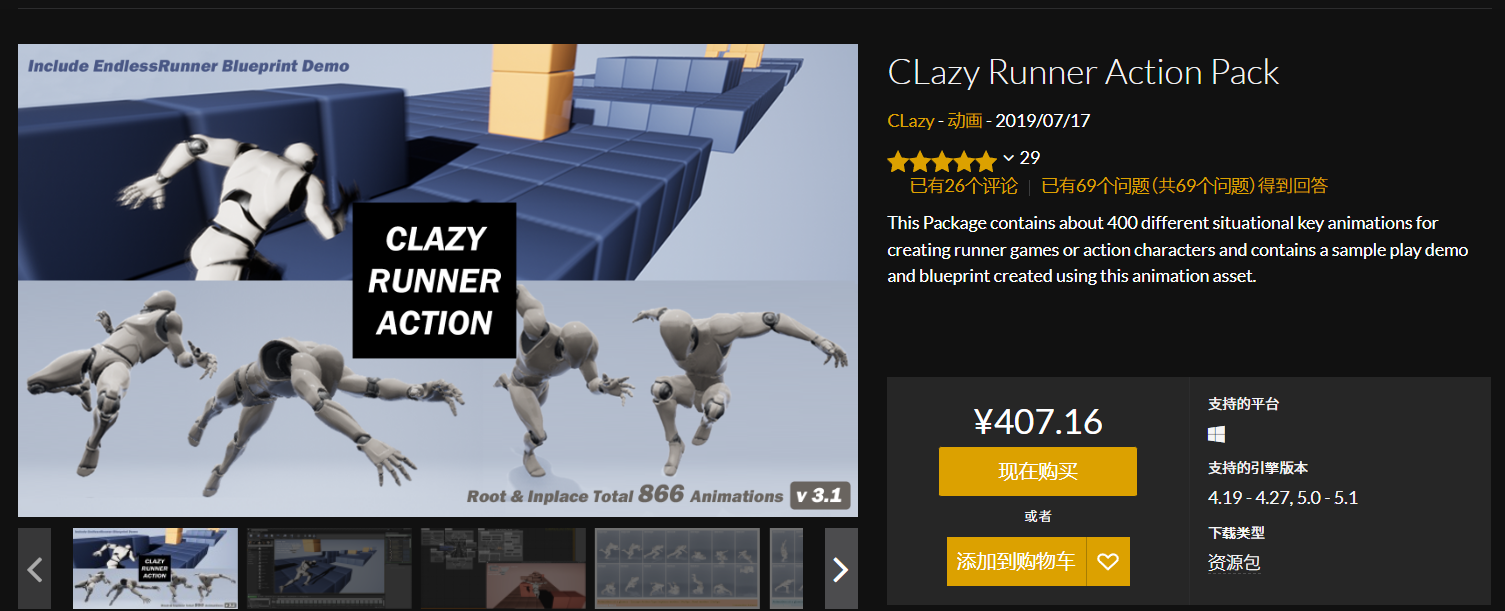 Include EndlessRunner Blueprint Demo
CLAZY
RUNNER
ACTION
Root & Inplace Total 866 Animations v 3.1
CLAZY
RUNNER
ACTION
CLazy Runner Action Pack
CLazy - 动画 - 2019/07/17
29
已有26个评论 | 已有69个问题 (共69个问题) 得到回答
This Package contains about 400 different situational key animations for
creating runner games or action characters and contains a sample play demo
and blueprint created using this animation asset.
¥407.16
现在购买
或者
添加到购物车
支持的平台
支持的引擎版本
4.19 - 4.27, 5.0 - 5.1
下载类型
资源包